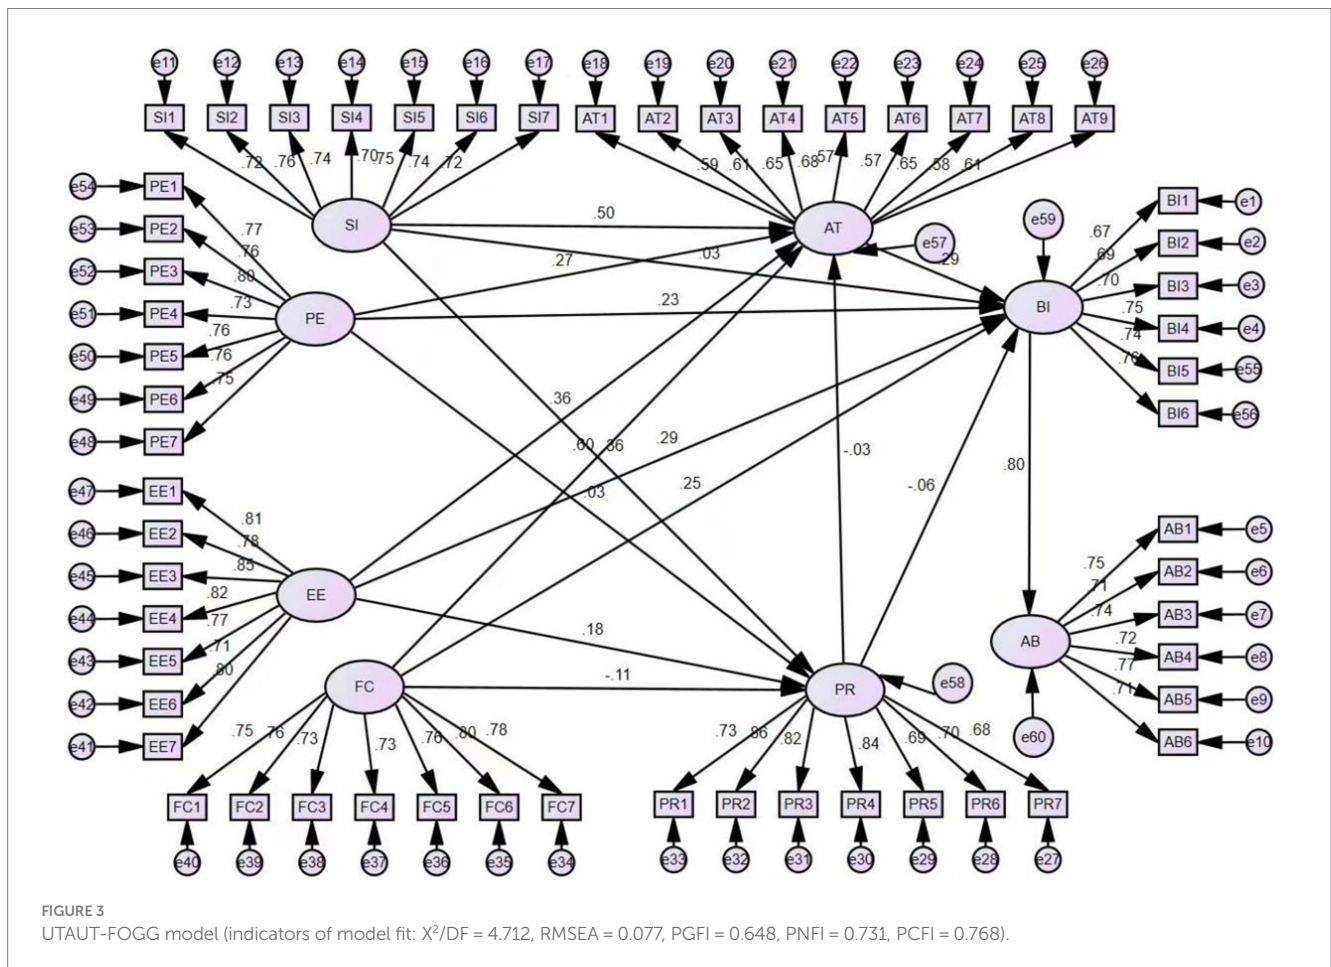 e11 e12 e13 e14 e15 e16 e17 e18 e19 e20 e21 e22 e23 e24 e25 e26
SI1 SI2 SI3 SI4 SI5 SI6 SI7 AT1 AT2 AT3 AT4 AT5 AT6 AT7 AT8 AT9
.72 .76 .74 .70 .75 .74 .72 .59 .61 .65 .68 .57 .57 .65 .58 .61
e54 PE1
e53 PE2
e52 PE3
e51 PE4
e50 PE5
e49 PE6
e48 PE7
.77
.76
.80
.73
.76
.76
.75
SI
PE
AT
e57
e59
BI
.50
.27
.03
.29
.23
.67
.69
.70
.75
.74
.76
BI1 e1
BI2 e2
BI3 e3
BI4 e4
BI5 e55
BI6 e56
.36
.60 .36
.29
.03
.25
-.03
-.06
.80
e47 EE1
e46 EE2
e45 EE3
e44 EE4
e43 EE5
e42 EE6
e41 EE7
.81
.78
.85
.82
.77
.71
.80
EE
FC
.18
-.11
PR
e58
AB
e60
.75
.71
.74
.72
.77
.71
AB1 e5
AB2 e6
AB3 e7
AB4 e8
AB5 e9
AB6 e10
.75 .76 .73 .73 .76 .80 .78 .73 .86 .82 .84 .69 .70 .68
FC1 FC2 FC3 FC4 FC5 FC6 FC7 PR1 PR2 PR3 PR4 PR5 PR6 PR7
e40 e39 e38 e37 e36 e35 e34 e33 e32 e31 e30 e29 e28 e27
FIGURE 3
UTAUT-FOGG model (indicators of model fit: X²/DF = 4.712, RMSEA = 0.077, PGFI = 0.648, PNFI = 0.731, PCFI = 0.768).